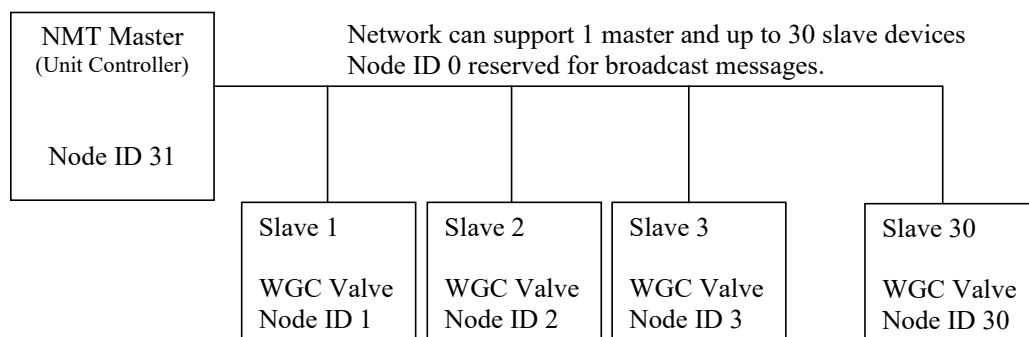 NMT Master
(Unit Controller)
Node ID 31
Network can support 1 master and up to 30 slave devices
Node ID 0 reserved for broadcast messages.
Slave 1
WGC Valve
Node ID 1
Slave 2
WGC Valve
Node ID 2
Slave 3
WGC Valve
Node ID 3
Slave 30
WGC Valve
Node ID 30